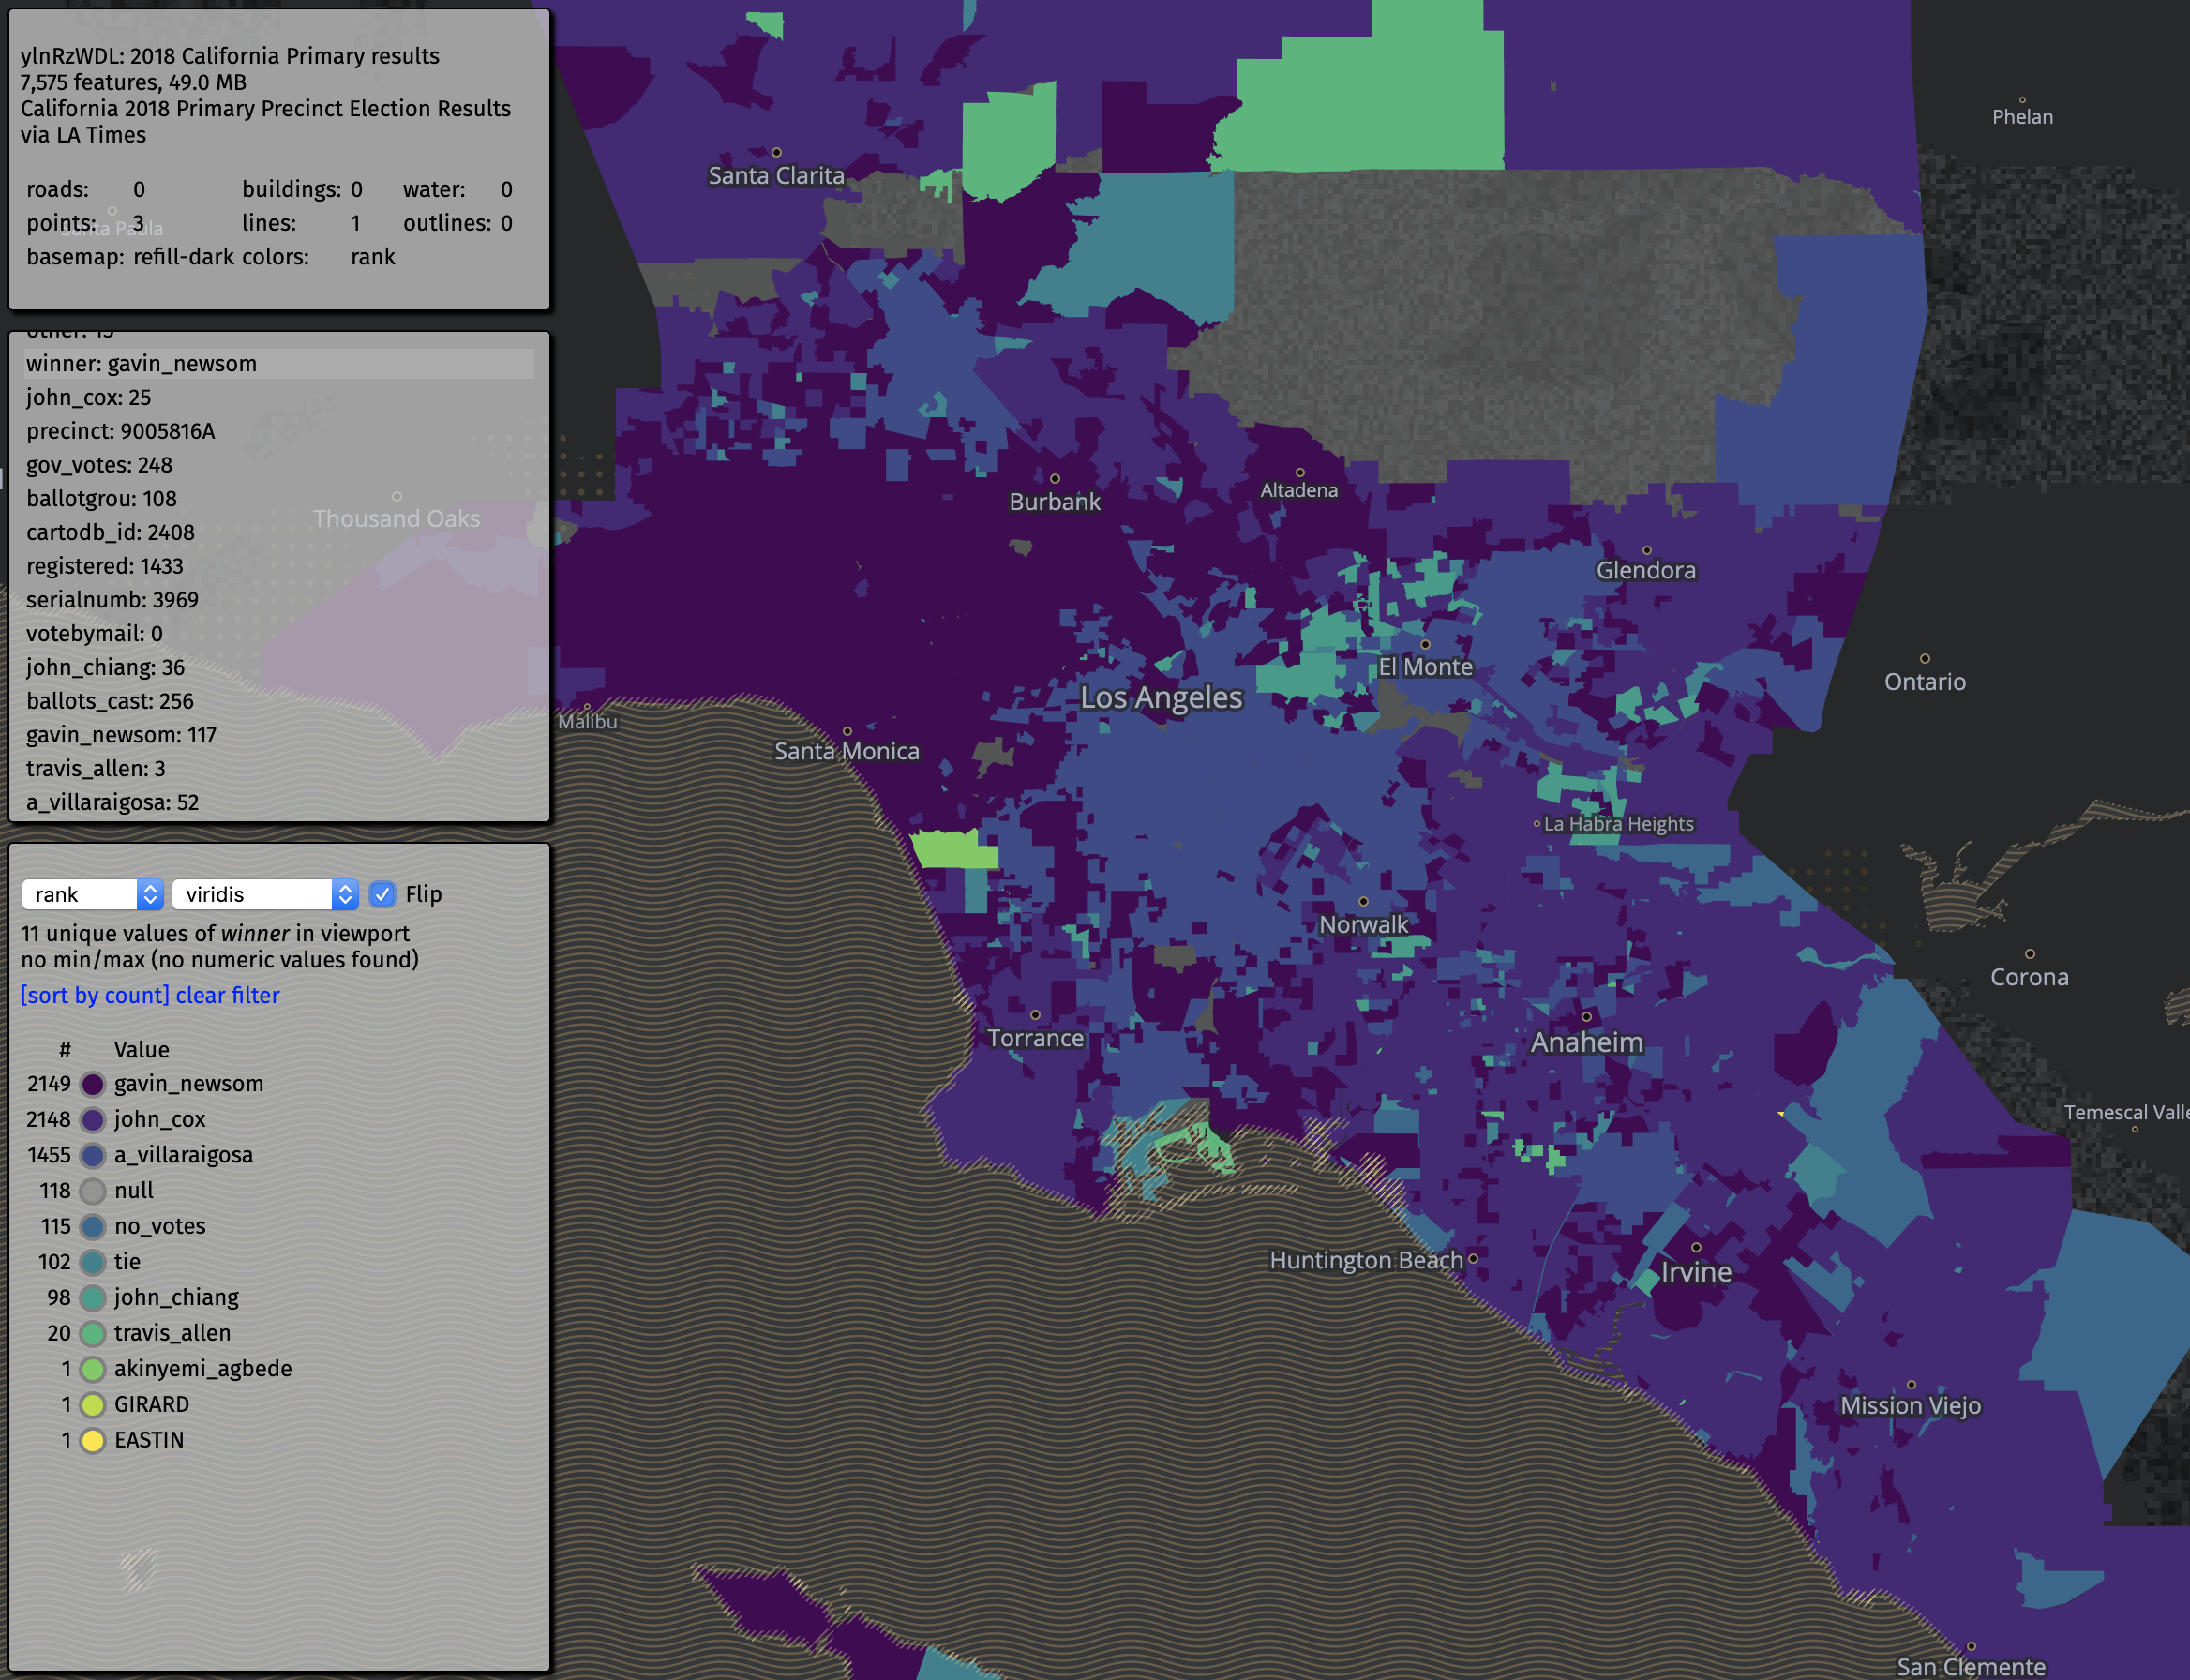 ylnRzWDL: 2018 California Primary results
7,575 features, 49.0 MB
California 2018 Primary Precinct Election Results
via LA Times
roads: 0 buildings: 0 water: 0
points: 3 lines: 1 outlines: 0
Santa Paula
basemap: refill-dark colors: rank
other: 15
winner: gavin_newsom
john_cox: 25
precinct: 9005816A
gov_votes: 248
ballotgrou: 108
Thousand Oaks
cartodb_id: 2408
registered: 1433
serialnumb: 3969
votebymail: 0
john_chiang: 36
ballots_cast: 256
gavin_newsom: 117
travis_allen: 3
a_villaraigosa: 52
rank viridis Flip
11 unique values of winner in viewport
no min/max (no numeric values found)
[sort by count] clear filter
# Value
2149 gavin_newsom
2148 john_cox
1455 a_villaraigosa
118 null
115 no_votes
102 tie
98 john_chiang
20 travis_allen
1 akinyemi_agbede
1 GIRARD
1 EASTIN
Phelan
Santa Clarita
Burbank
Altadena
Glendora
El Monte
Ontario
Los Angeles
Malibu
Santa Monica
La Habra Heights
Norwalk
Corona
Torrance
Anaheim
Temescal Valle
Huntington Beach
Irvine
Mission Viejo
San Clemente